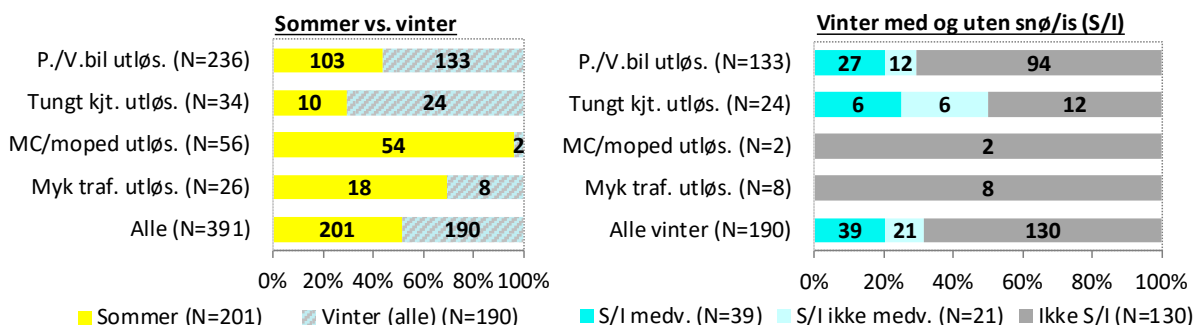 Sommer vs. vinter
P./V.bil utløs. (N=236) 103 133
Tungt kjt. utløs. (N=34) 10 24
MC/moped utløs. (N=56) 54 2
Myk traf. utløs. (N=26) 18 8
Alle (N=391) 201 190
0% 20% 40% 60% 80% 100%
Sommer (N=201) Vinter (alle) (N=190)
Vinter med og uten snø/is (S/I)
P./V.bil utløs. (N=133) 27 12 94
Tungt kjt. utløs. (N=24) 6 6 12
MC/moped utløs. (N=2) 2
Myk traf. utløs. (N=8) 8
Alle vinter (N=190) 39 21 130
0% 20% 40% 60% 80% 100%
S/I medv. (N=39) S/I ikke medv. (N=21) Ikke S/I (N=130)